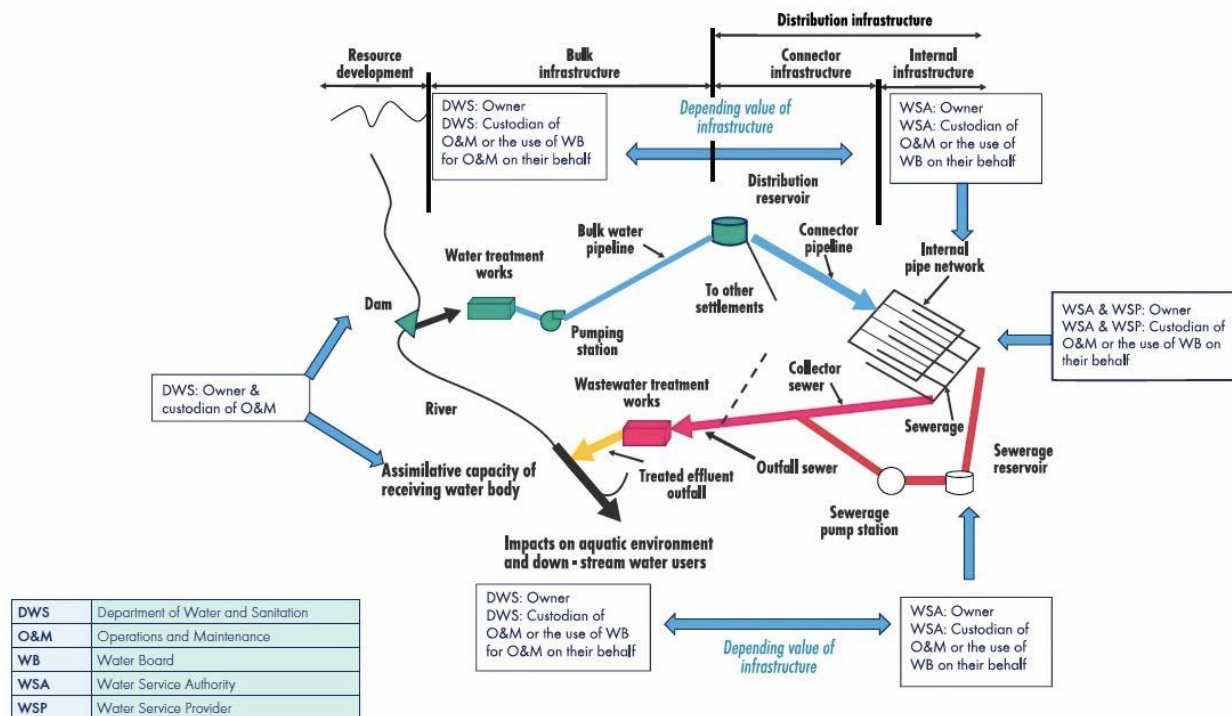 Distribution infrastructure
Resource
development
Bulk
infrastructure
Connector
infrastructure
Internal
infrastructure
DWS: Owner
DWS: Custodian of
O&M or the use of WB
for O&M on their behalf
Depending value of
infrastructure
WSA: Owner
WSA: Custodian of
O&M or the use of
WB on their behalf
Distribution
reservoir
Bulk water
pipeline
Connector
pipeline
Internal
pipe network
Water treatment
works
To other
settlements
Dam
Pumping
station
WSA & WSP: Owner
WSA & WSP: Custodian of
O&M or the use of WB on
their behalf
DWS: Owner &
custodian of O&M
Wastewater treatment
works
Collector
sewer
River
Sewerage
Sewerage
reservoir
Assimilative capacity of
receiving water body
Treated effluent
outfall
Outfall sewer
Sewerage
pump station
Impacts on aquatic environment
and down - stream water users
DWS: Owner
DWS: Custodian of
O&M or the use of WB
for O&M on their behalf
Depending value of
infrastructure
WSA: Owner
WSA: Custodian of
O&M or the use of
WB on their behalf
DWS Department of Water and Sanitation
O&M Operations and Maintenance
WB Water Board
WSA Water Service Authority
WSP Water Service Provider